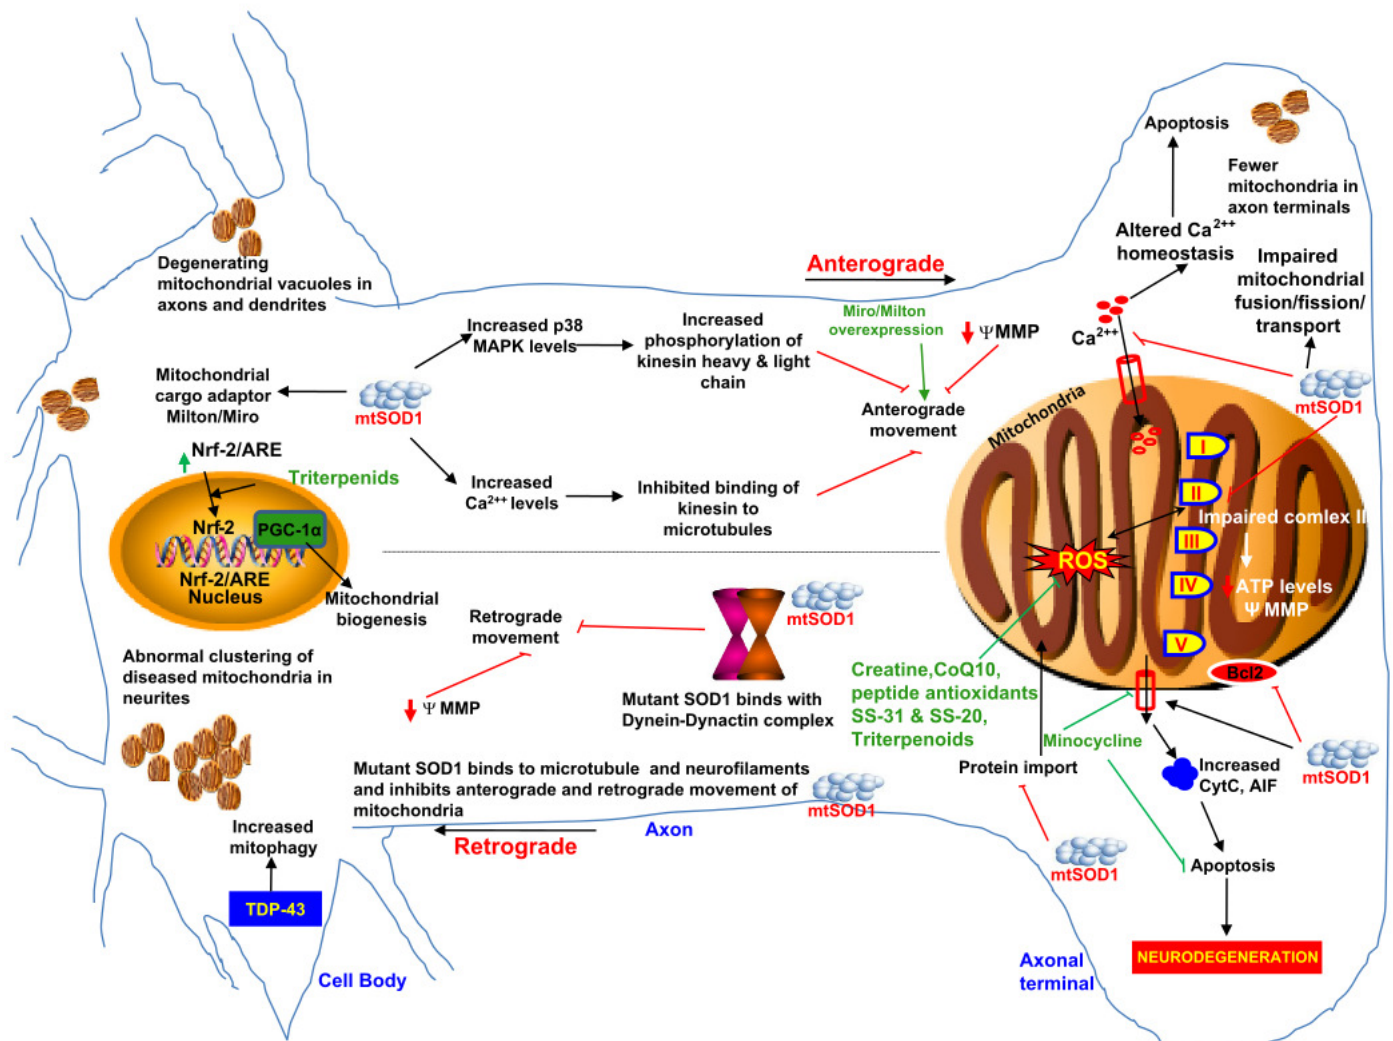 Apoptosis
Fewer
mitochondria in
axon terminals
Altered Ca2++
homeostasis
Impaired
mitochondrial
fusion/fission/
transport
Ca2++
mtSOD1
Degenerating
mitochondrial vacuoles in
axons and dendrites
Anterograde
Increased p38
MAPK levels
Increased
phosphorylation of
kinesin heavy & light
chain
Miro/Milton
overexpression
ΨMMP
Anterograde
movement
Mitochondrial
cargo adaptor
Milton/Miro
mtSOD1
Increased
Ca2++ levels
Inhibited binding of
kinesin to
microtubules
Nrf-2/ARE
Triterpenids
Nrf-2
PGC-1α
Nrf-2/ARE
Nucleus
Mitochondrial
biogenesis
Mitochondria
I
II
Impaired comlex II
III
ROS
IV
ATP levels
Ψ MMP
V
Bcl2
Retrograde
movement
mtSOD1
Ψ MMP
Mutant SOD1 binds with
Dynein-Dynactin complex
Abnormal clustering of
diseased mitochondria in
neurites
Creatine,CoQ10,
peptide antioxidants
SS-31 & SS-20,
Triterpenoids
Minocycline
Protein import
Increased
CytC, AIF
mtSOD1
Mutant SOD1 binds to microtubule and neurofilaments
and inhibits anterograde and retrograde movement of
mitochondria
mtSOD1
Axon
Retrograde
Increased
mitophagy
TDP-43
Cell Body
mtSOD1
Apoptosis
NEURODEGENERATION
Axonal
terminal